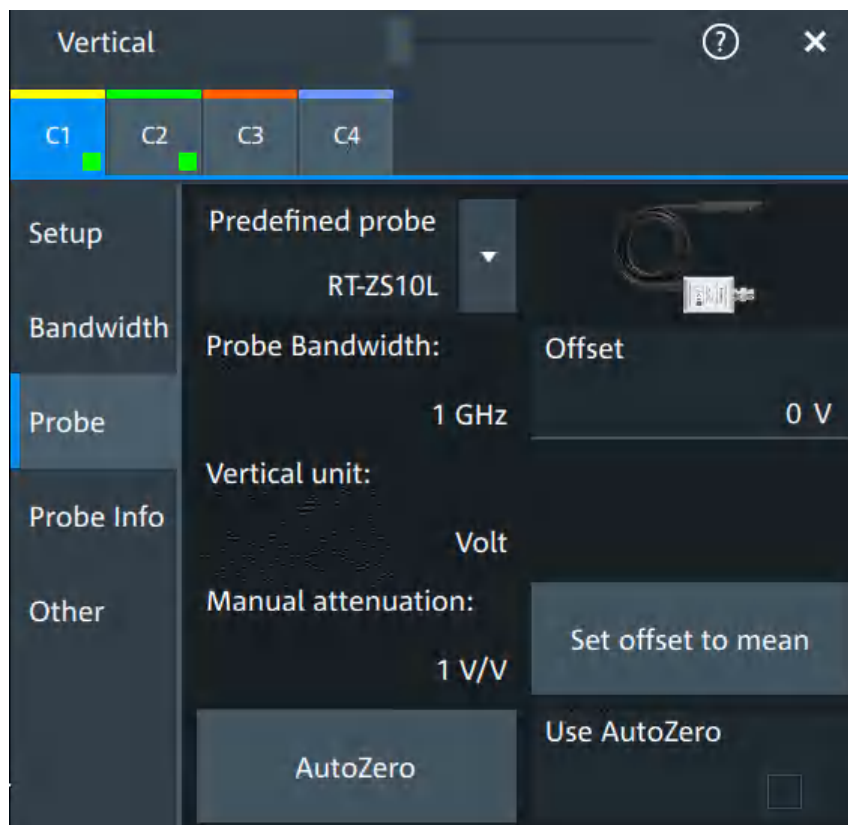 Vertical
?
C1
C2
C3
C4
Setup
Bandwidth
Probe
Probe Info
Other
Predefined probe
RT-ZS10L
Probe Bandwidth:
1 GHz
Offset
0 V
Vertical unit:
Volt
Manual attenuation:
1 V/V
Set offset to mean
AutoZero
Use AutoZero